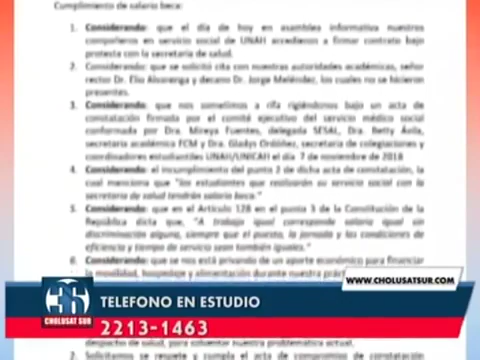 Cumplimiento de salario beca:
1. Considerando: que el día de hoy en asamblea informativa nuestros
compañeros en servicio social de UNAH accedieron a firmar contrato bajo
protesta con la secretaria de salud.
2. Considerando: que se solicitó cita con nuestras autoridades académicas, señor
rector Dr. Elio Alvarenga y decano Dr. Jorge Meléndez, los cuales no se hicieron
presentes.
3. Considerando: que nos sometimos a rifa rigiéndonos bajo un acta de
constatación firmada por el comité ejecutivo del servicio médico social
conformada por Dra. Mireya Fuentes, delegada SESAL, Dra. Betty Ávila,
secretaria académica FCM y Dra. Gladys Ordóñez, secretaria de colegiaciones y
coordinadores estudiantiles UNAH/UNICAH el día 7 de noviembre de 2018
4. Considerando: el incumplimiento del punto 2 de dicha acta de constatación, la
cual menciona que "los estudiantes que realizarán su servicio social con la
secretaria de salud tendrán salario beca."
5. Considerando: que en el Artículo 128 en el punto 3 de la Constitución de la
República dicta que, "A trabajo igual corresponde salario igual sin
discriminación alguna, siempre que el puesto, la jornada y las condiciones de
eficiencia y tiempo de servicio sean también iguales."
6. Considerando: que se nos está privando de un aporte económico para financiar
la movilidad, hospedaje y alimentación durante nuestra
WWW.CHOLUSATSUR.COM
36
CHOLUSAT SUR
TELEFONO EN ESTUDIO
2213-1463
despacho de salud, para solventar nuestra problemática actual.
2. Solicitamos se respete y cumpla el acta de compromiso de constatación